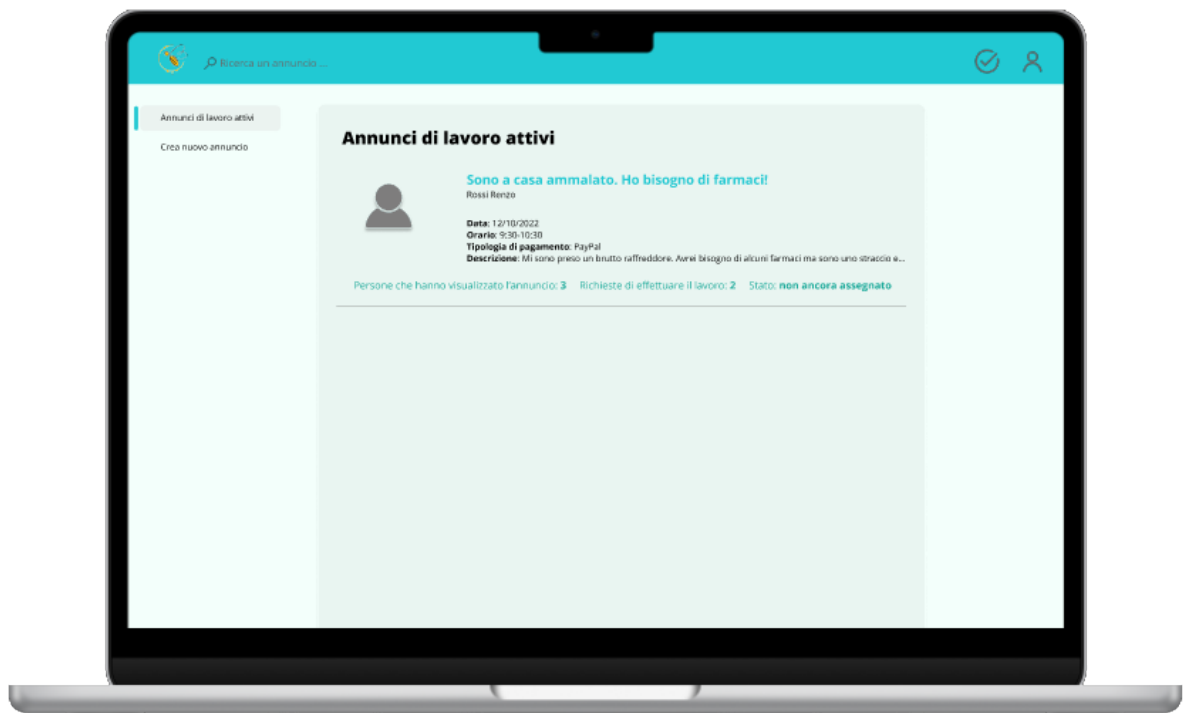 Ricerca un annuncio ...
Annunci di lavoro attivi
Crea nuovo annuncio
Annunci di lavoro attivi
Sono a casa ammalato. Ho bisogno di farmaci!
Rossi Renzo
Data: 12/10/2022
Orario: 9:30-10:30
Tipologia di pagamento: PayPal
Descrizione: Mi sono preso un brutto raffreddore. Avrei bisogno di alcuni farmaci ma sono uno straccio e...
Persone che hanno visualizzato l'annuncio: 3 Richieste di effettuare il lavoro: 2 Stato: non ancora assegnato